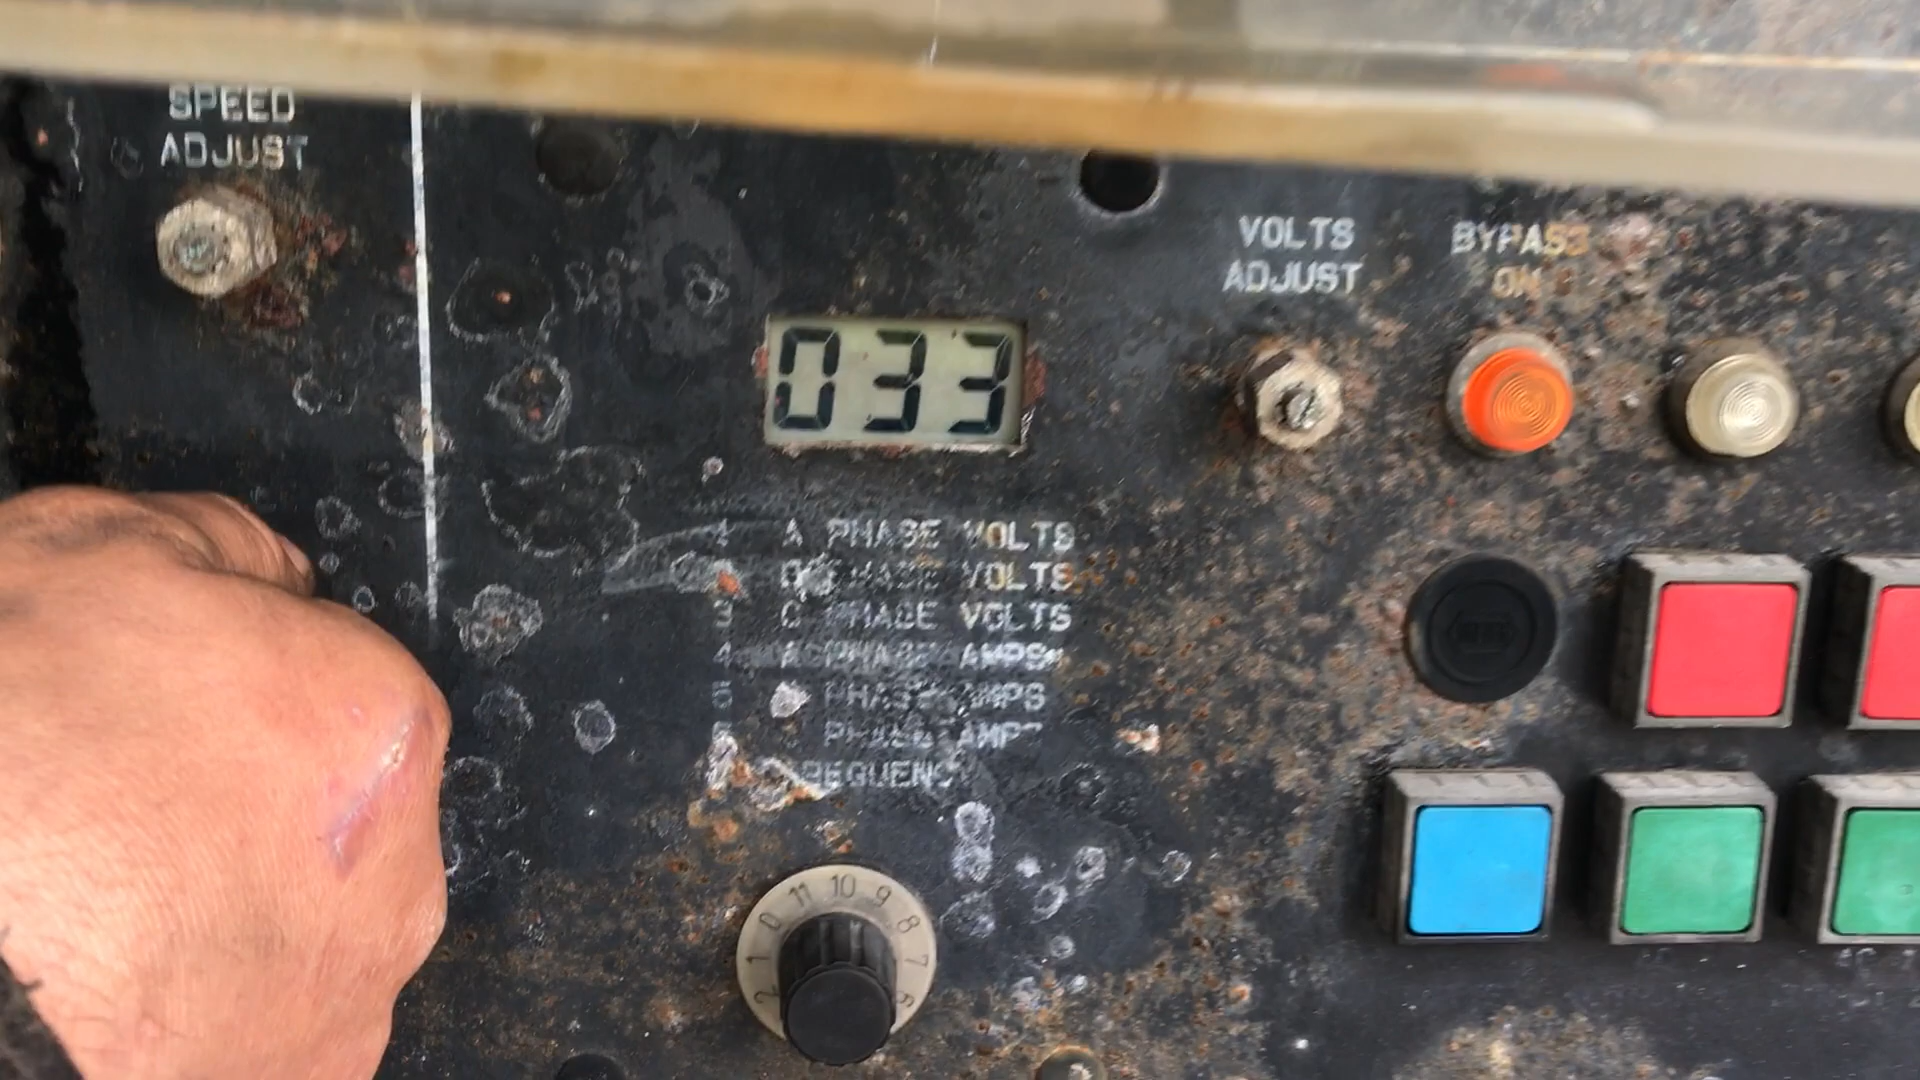 SPEED
ADJUST
033
VOLTS
ADJUST
BYPASS
ON
1 A PHASE VOLTS
PHASE VOLTS
3 C PHASE VOLTS
4 A PHASE AMPS
5 PHASE AMPS
PHASE AMPS
FREQUENCY
2 1 0 11 10 9 8 7 6